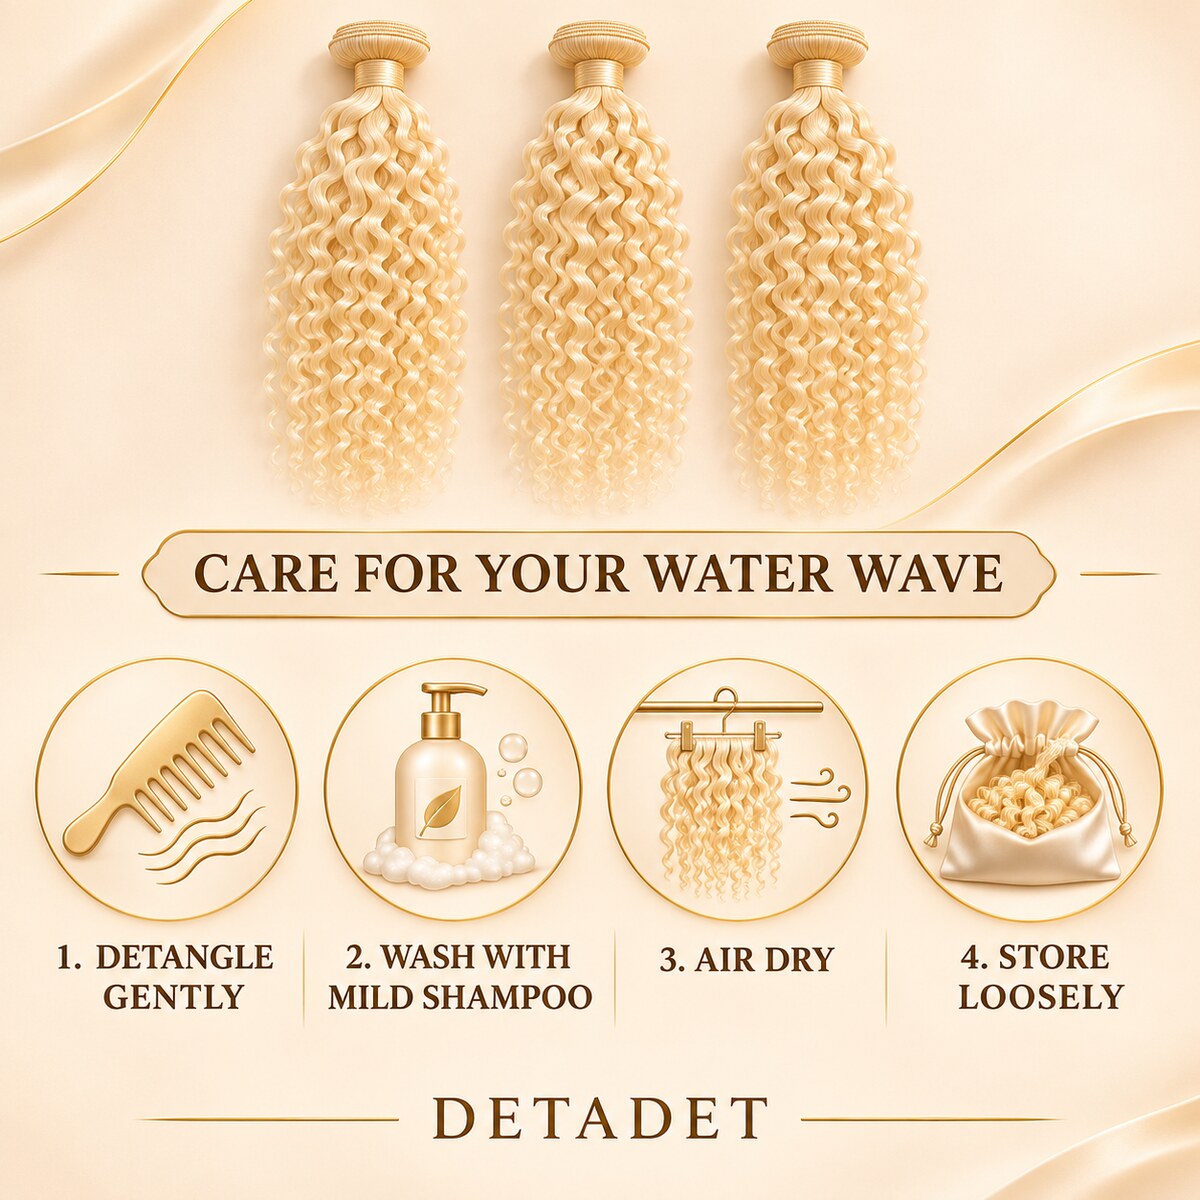 CARE FOR YOUR WATER WAVE
1. DETANGLE
GENTLY
2. WASH WITH
MILD SHAMPOO
3. AIR DRY
4. STORE
LOOSELY
DETADET